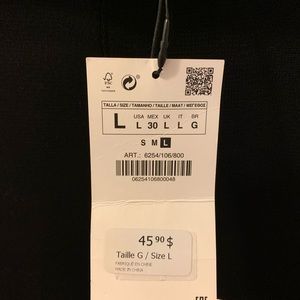 FSC
TALLA / SIZE / TAMANHO / TAILLE / MAAT /
USA MEX UK IT BR
L L 30 L L G
S M L
ART.: 6254/106/800
06254106800048
45 90 $
Taille G / Size L
FABRIQUÉ EN CHINE
MADE IN CHINA